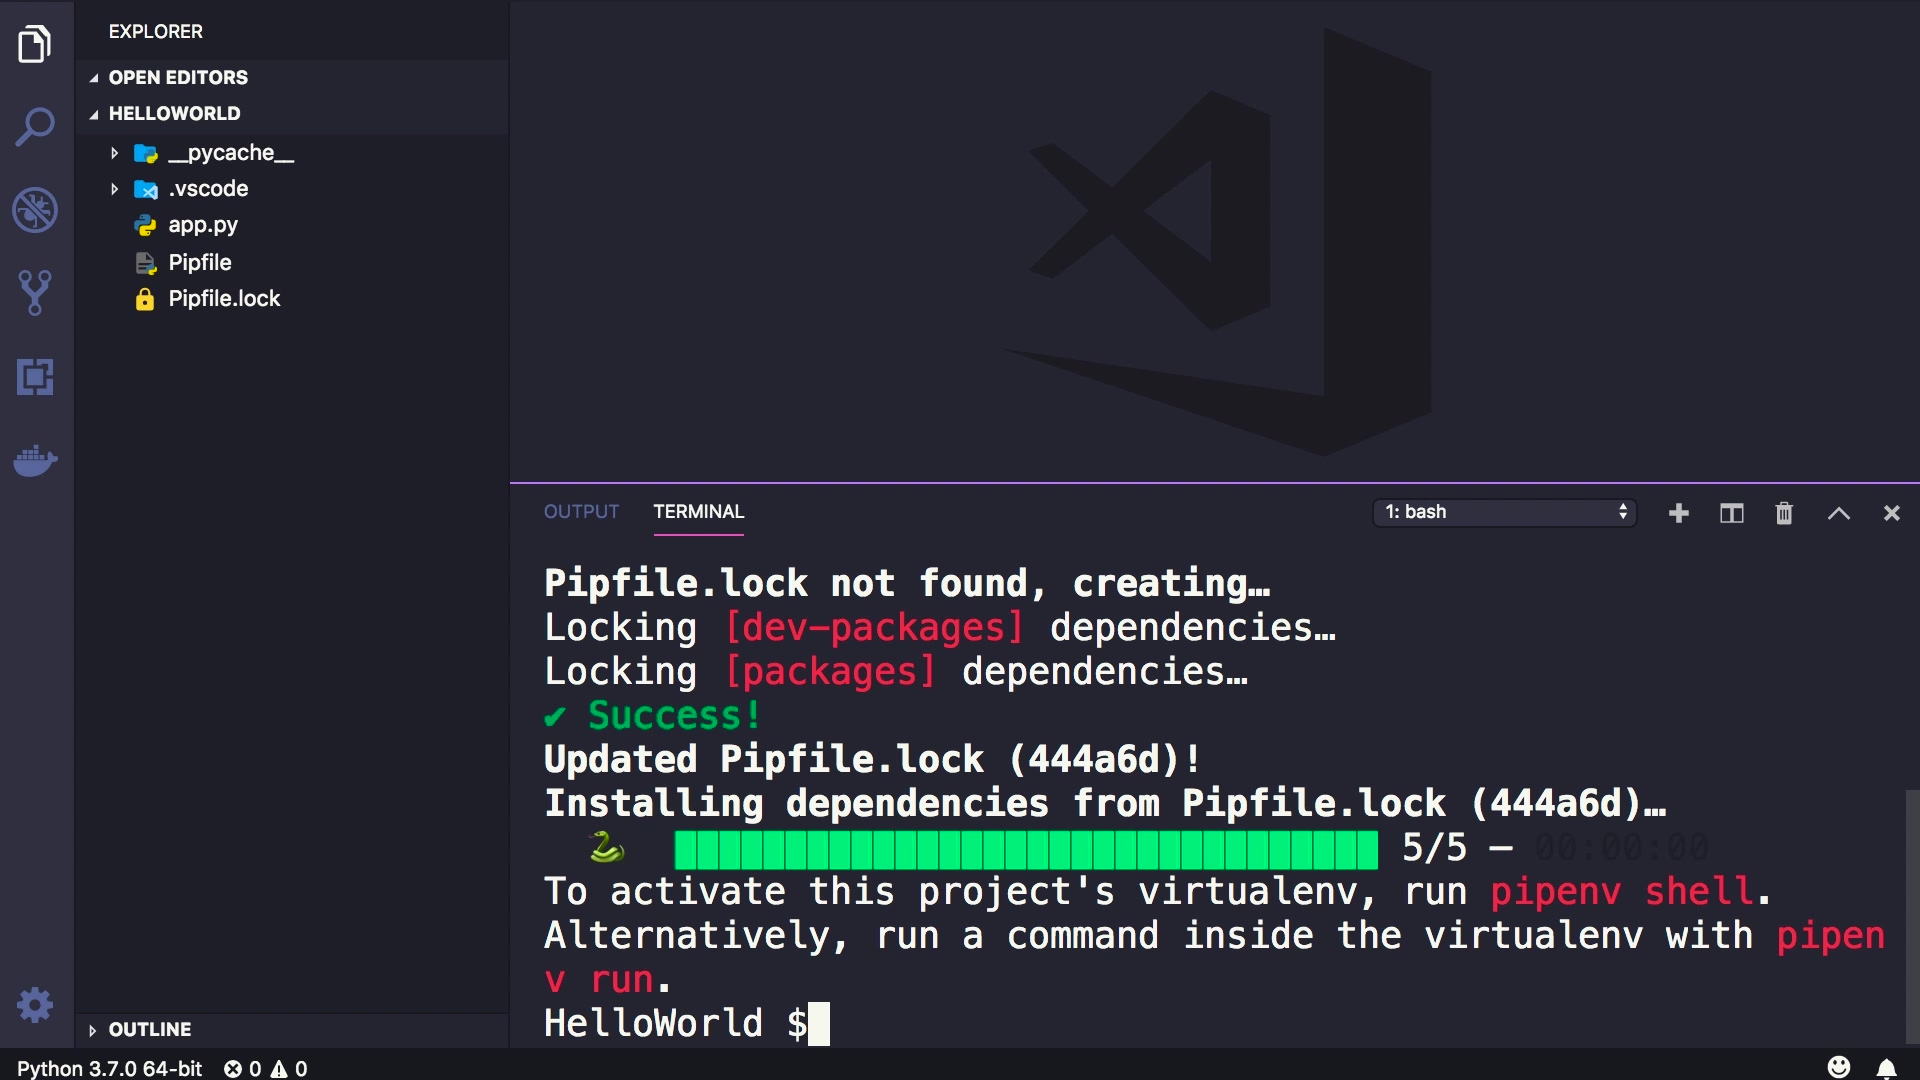 EXPLORER
OPEN EDITORS
HELLOWORLD
__pycache__
.vscode
app.py
Pipfile
Pipfile.lock
OUTLINE
OUTPUT TERMINAL 1: bash
Pipfile.lock not found, creating…
Locking [dev-packages] dependencies…
Locking [packages] dependencies…
✔ Success!
Updated Pipfile.lock (444a6d)!
Installing dependencies from Pipfile.lock (444a6d)…
5/5 — 00:00:00
To activate this project's virtualenv, run pipenv shell.
Alternatively, run a command inside the virtualenv with pipen
v run.
HelloWorld $
Python 3.7.0 64-bit 0 0